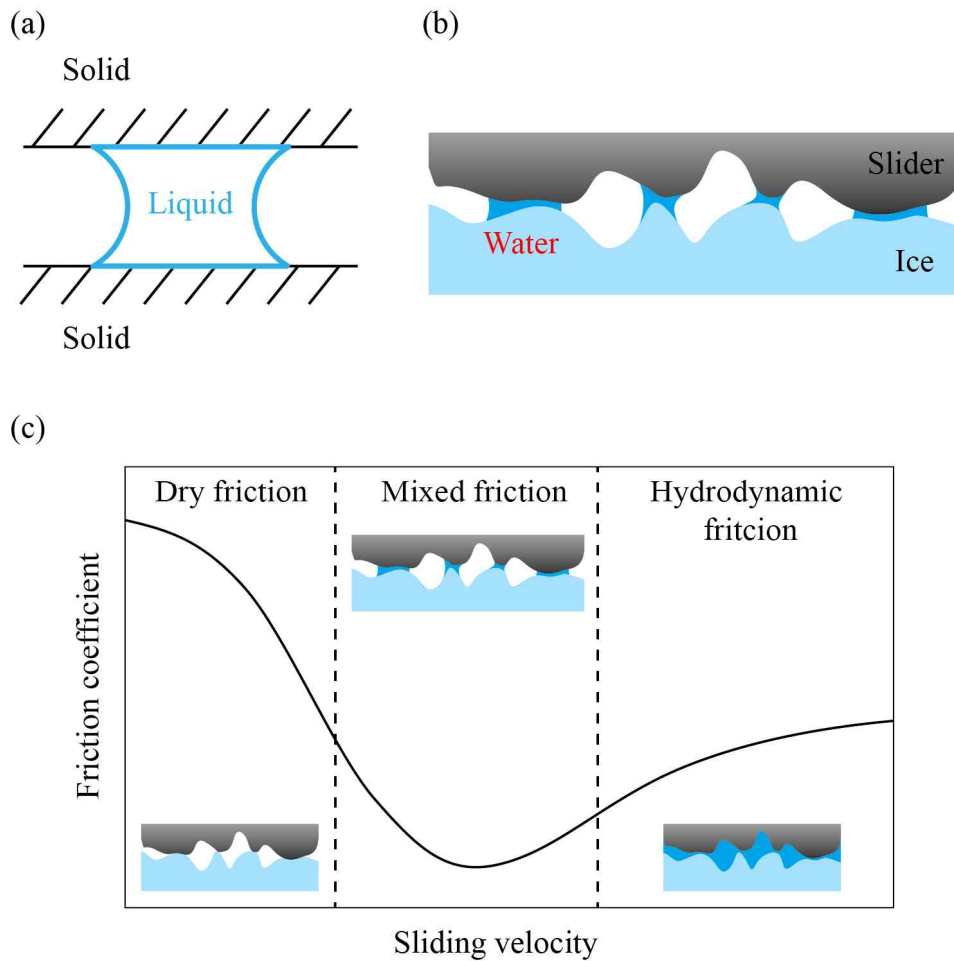 (a)
Solid
Liquid
Solid
(b)
Slider
Water
Ice
(c)
Dry friction
Mixed friction
Hydrodynamic
fritcion
Friction coefficient
Sliding velocity